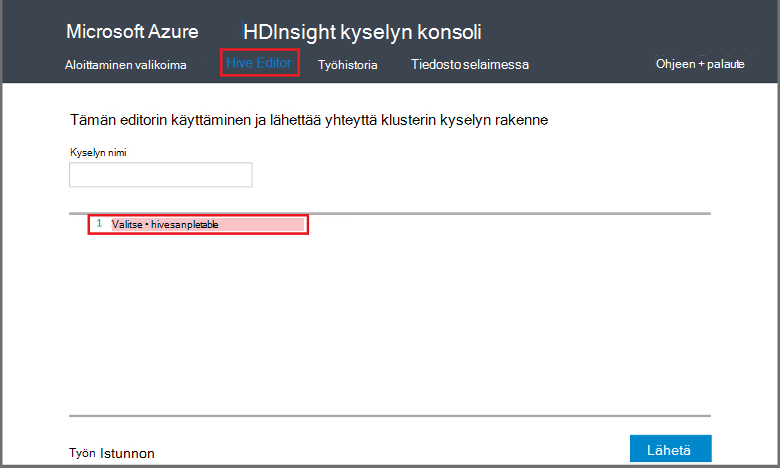 Microsoft Azure HDInsight kyselyn konsoli
Aloittaminen valikoima Hive Editor Työhistoria Tiedosto selaimessa Ohjeen + palaute
Tämän editorin käyttäminen ja lähettää yhteyttä klusterin kyselyn rakenne
Kyselyn nimi
1 Valitse • hivesanpletable
Työn Istunnon
Lähetä